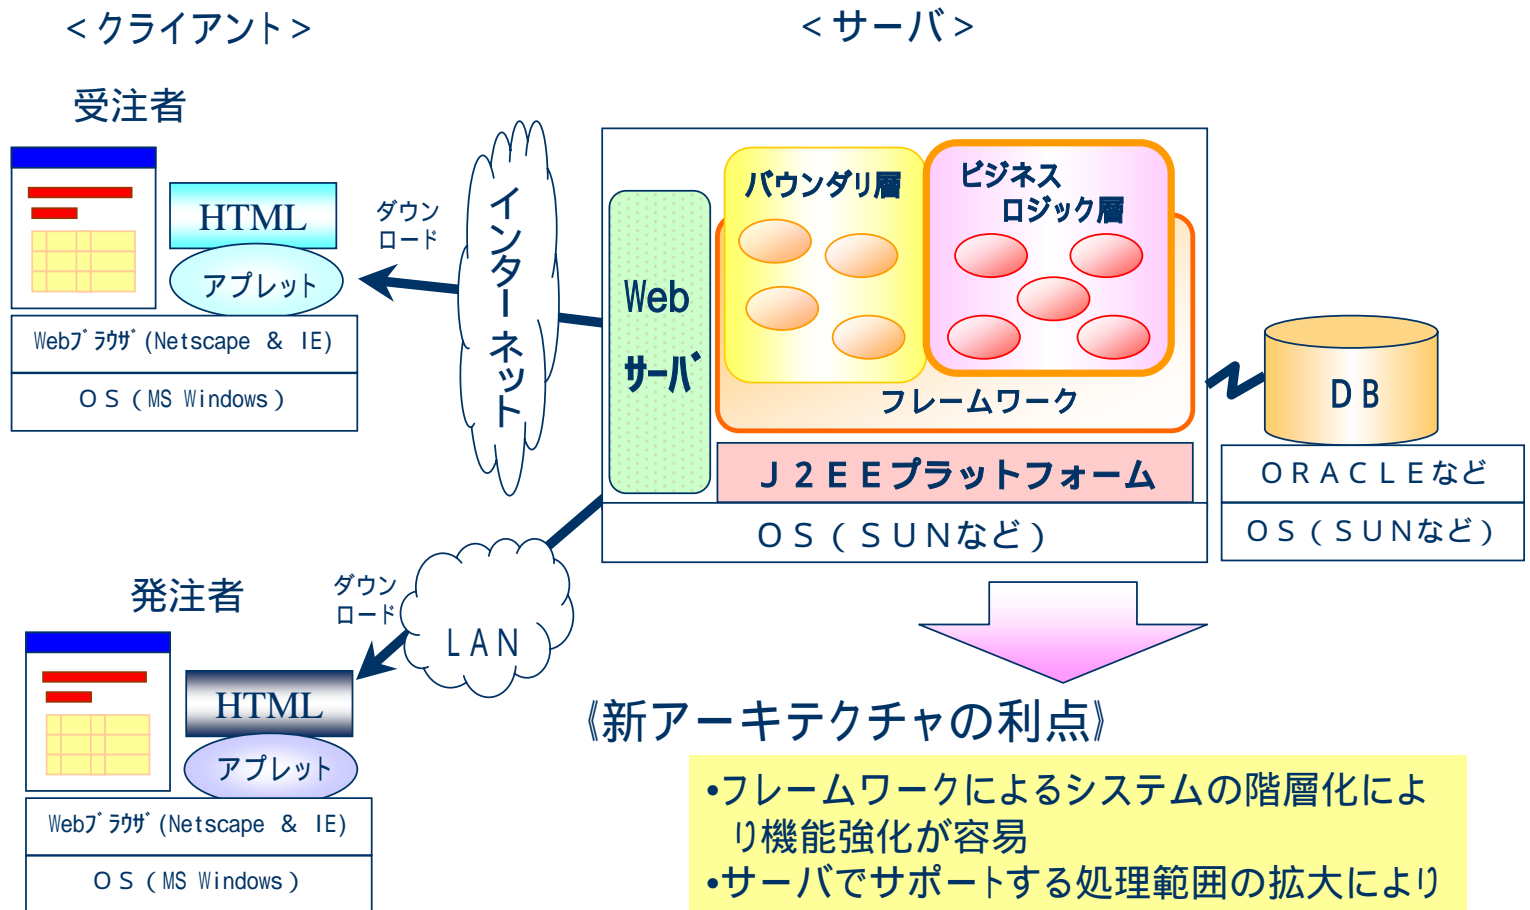 ＜クライアント＞
＜サーバ＞
受注者
HTML
アプレット
Webﾌﾞﾗｳｻﾞ(Netscape & IE)
ＯＳ（MS Windows）
ダウン
ロード
インターネット
Web
サーバ
バウンダリ層
ビジネス
ロジック層
フレームワーク
Ｊ２ＥＥプラットフォーム
ＯＳ（ＳＵＮなど）
ＤＢ
ＯＲＡＣＬＥなど
ＯＳ（ＳＵＮなど）
発注者
HTML
アプレット
Webﾌﾞﾗｳｻﾞ(Netscape & IE)
ＯＳ（MS Windows）
ダウン
ロード
ＬＡＮ
《新アーキテクチャの利点》
•フレームワークによるシステムの階層化によ
り機能強化が容易
•サーバでサポートする処理範囲の拡大により